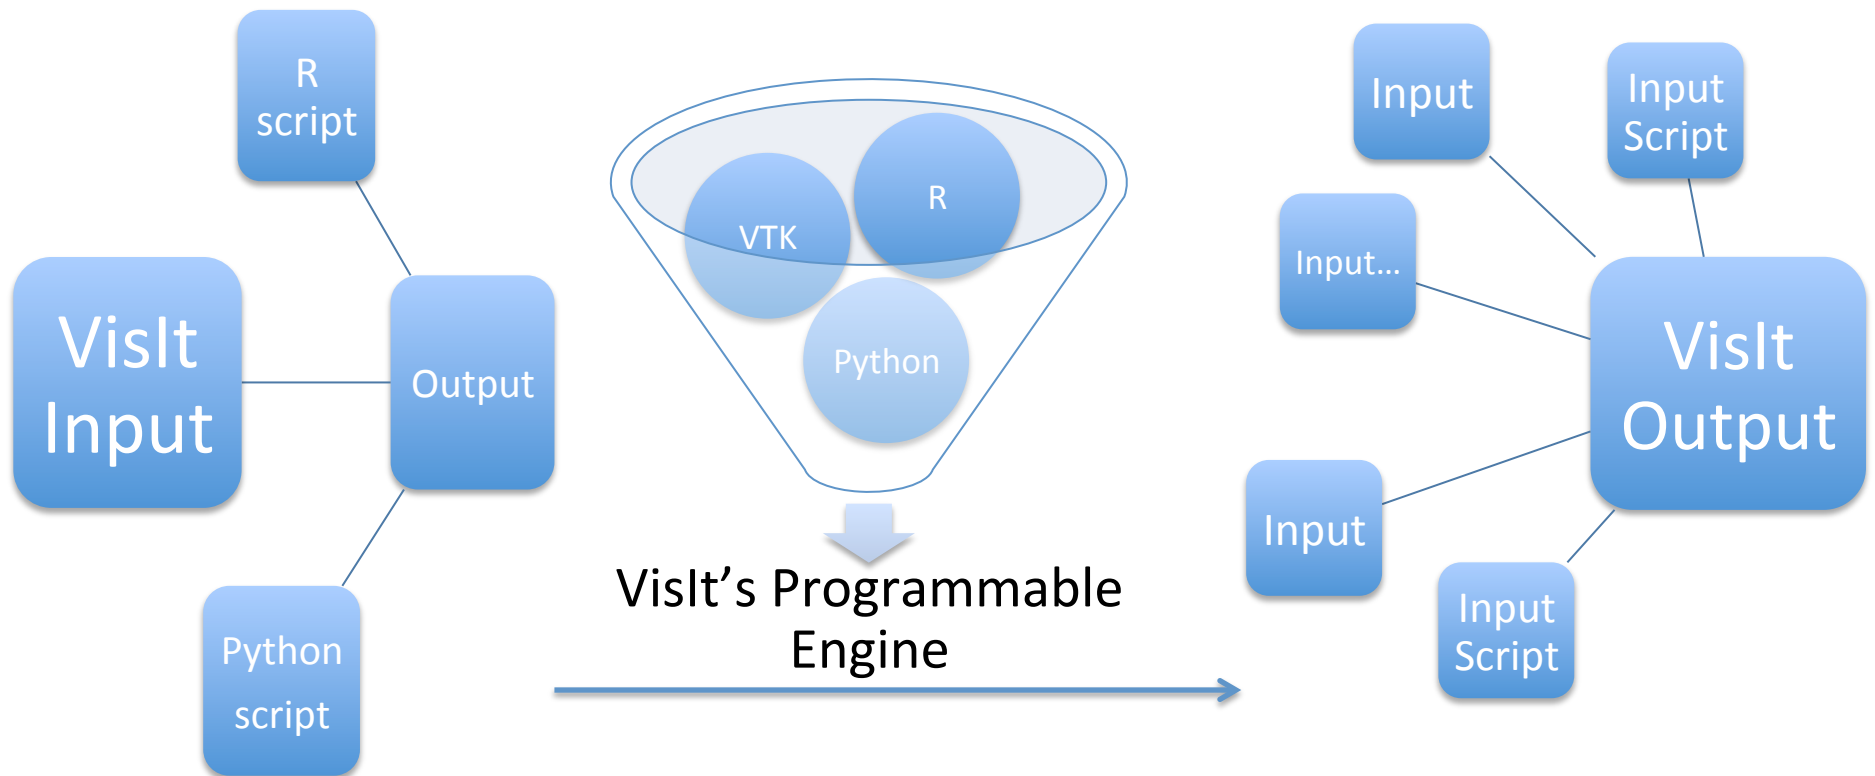 R
script
VisIt
Input
Output
Python
script
VTK
R
Python
VisIt’s Programmable
Engine
Input
Input
Script
Input...
VisIt
Output
Input
Input
Script